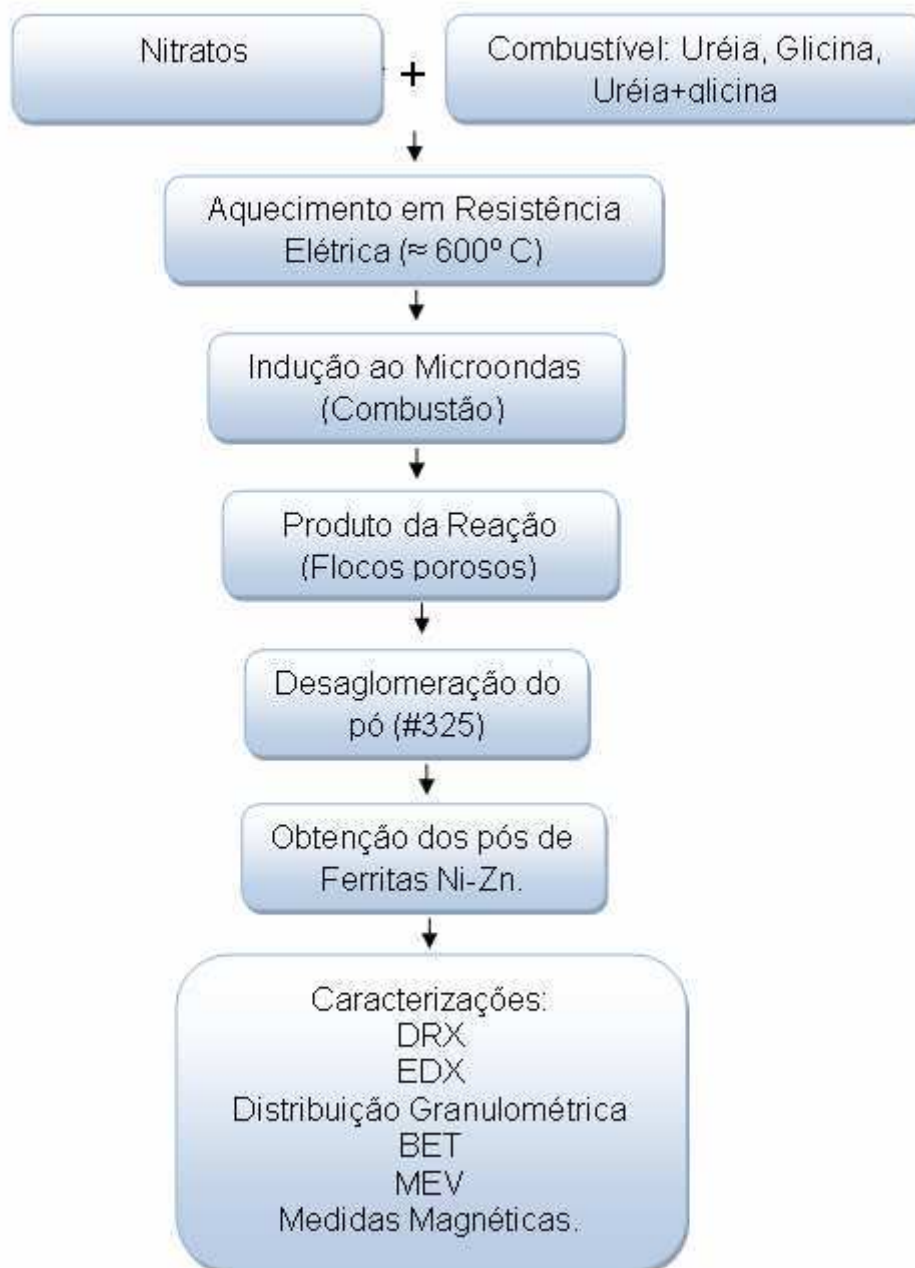 Nitratos
+
Combustível: Uréia, Glicina,
Uréia+glicina
Aquecimento em Resistência
Elétrica (≈ 600º C)
Indução ao Microondas
(Combustão)
Produto da Reação
(Flocos porosos)
Desaglomeração do
pó (#325)
Obtenção dos pós de
Ferritas Ni-Zn.
Caracterizações:
DRX
EDX
Distribuição Granulométrica
BET
MEV
Medidas Magnéticas.